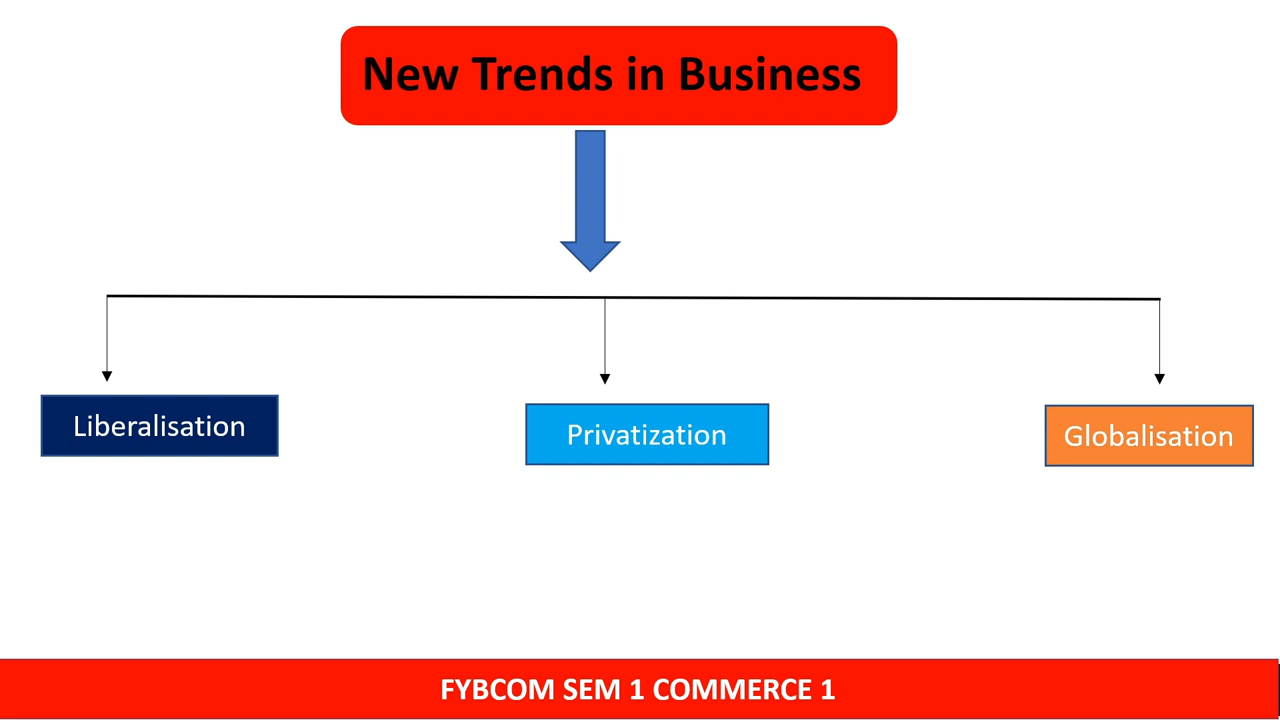 New Trends in Business
Liberalisation
Privatization
Globalisation
FYBCOM SEM 1 COMMERCE 1